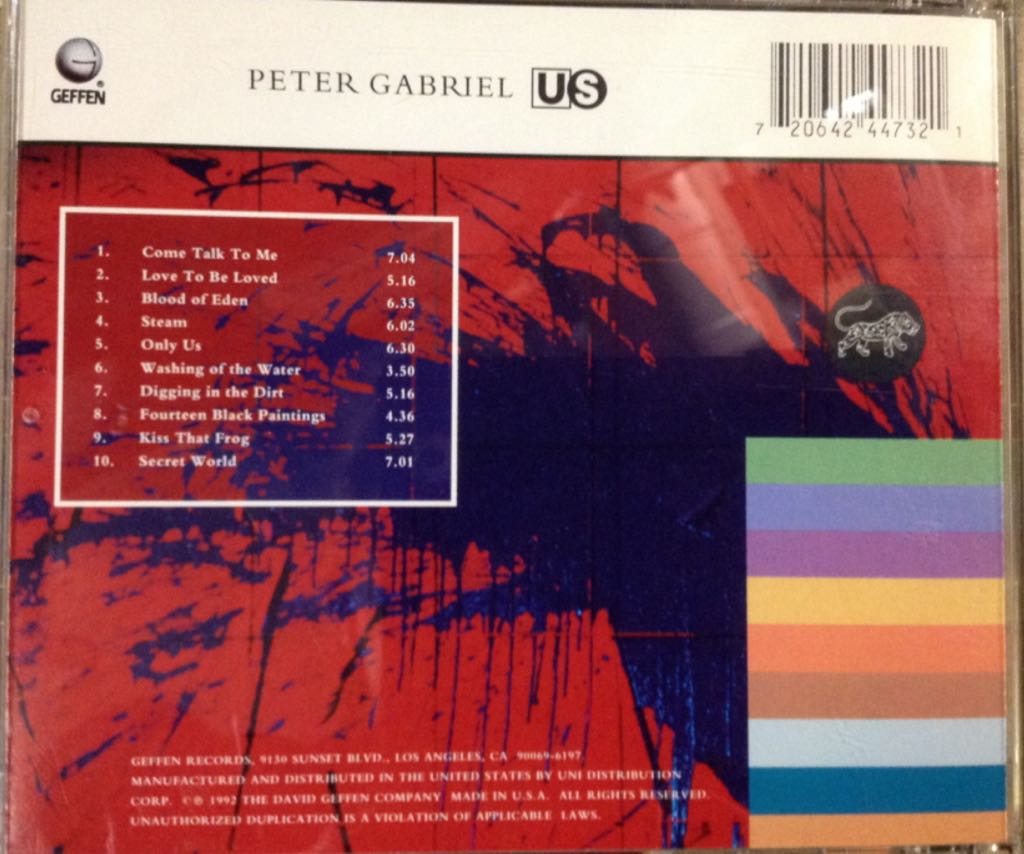 GEFFEN
PETER GABRIEL US
7 20642 44732 1
1. Come Talk To Me 7.04
2. Love To Be Loved 5.16
3. Blood of Eden 6.35
4. Steam 6.02
5. Only Us 6.30
6. Washing of the Water 3.50
7. Digging in the Dirt 5.16
8. Fourteen Black Paintings 4.36
9. Kiss That Frog 5.27
10. Secret World 7.01
GEFFEN RECORDS, 9130 SUNSET BLVD., LOS ANGELES, CA 90069-6197.
MANUFACTURED AND DISTRIBUTED IN THE UNITED STATES BY UNI DISTRIBUTION
CORP. ©℗ 1992 THE DAVID GEFFEN COMPANY MADE IN U.S.A. ALL RIGHTS RESERVED.
UNAUTHORIZED DUPLICATION IS A VIOLATION OF APPLICABLE LAWS.